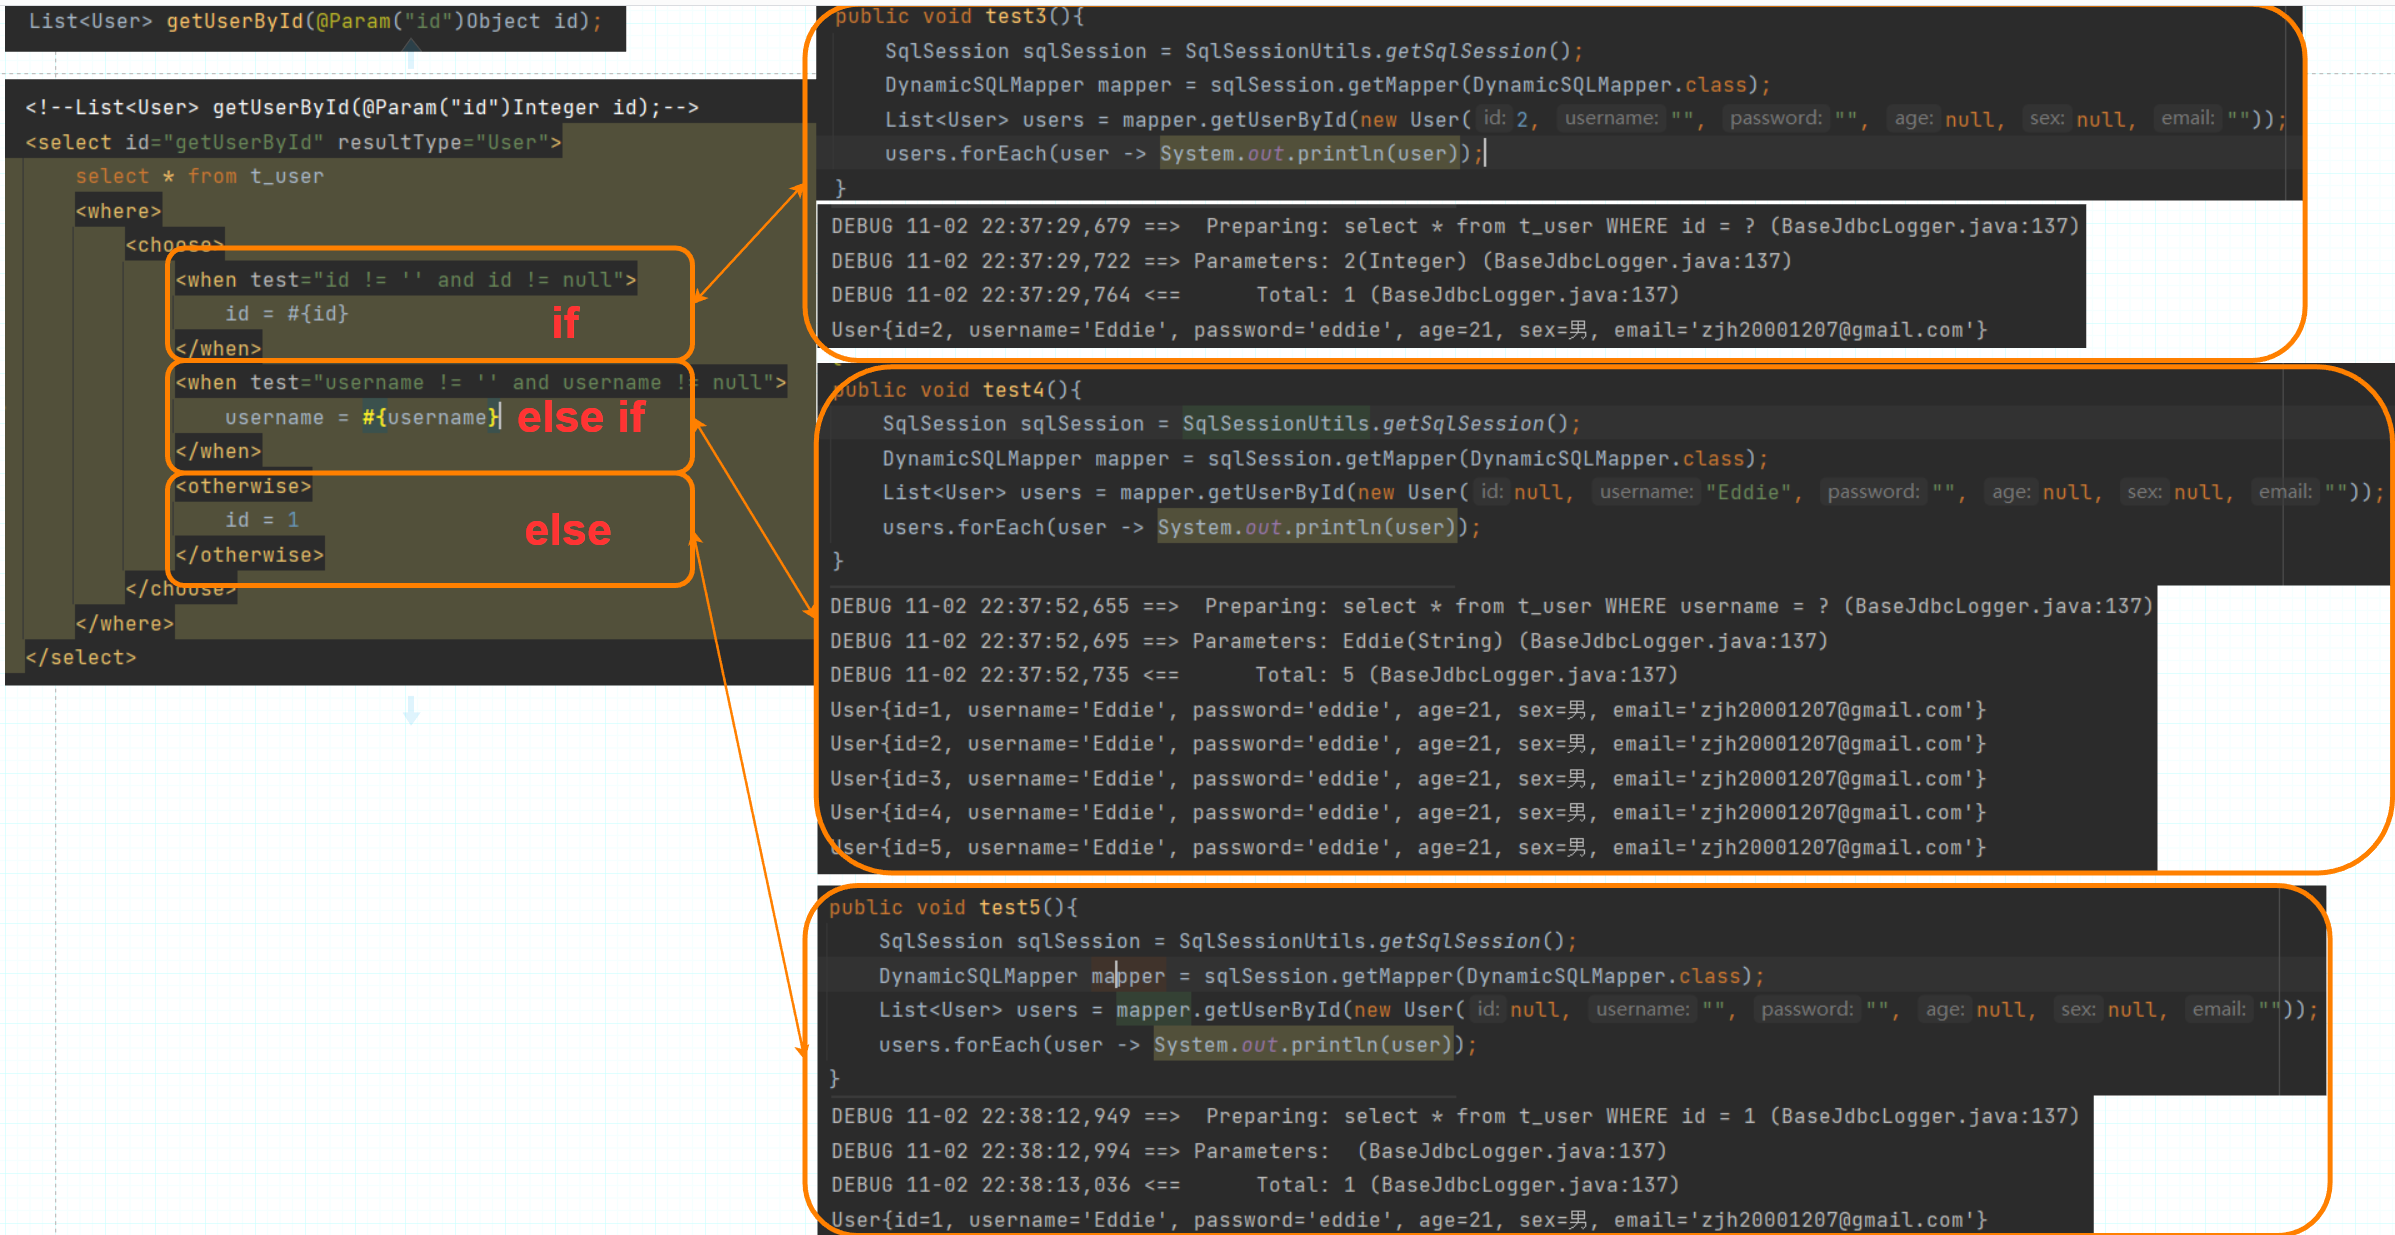 List<User> getUserById(@Param("id")Object id);
<!--List<User> getUserById(@Param("id")Integer id);-->
<select id="getUserById" resultType="User">
select * from t_user
<where>
<choose>
<when test="id != '' and id != null">
id = #{id}
</when>
if
<when test="username != '' and username != null">
username = #{username}
</when>
else if
<otherwise>
id = 1
</otherwise>
else
</choose>
</where>
</select>
public void test3(){
SqlSession sqlSession = SqlSessionUtils.getSqlSession();
DynamicSQLMapper mapper = sqlSession.getMapper(DynamicSQLMapper.class);
List<User> users = mapper.getUserById(new User( id: 2, username: "", password: "", age: null, sex: null, email: ""));
users.forEach(user -> System.out.println(user));
}
DEBUG 11-02 22:37:29,679 ==>  Preparing: select * from t_user WHERE id = ? (BaseJdbcLogger.java:137)
DEBUG 11-02 22:37:29,722 ==> Parameters: 2(Integer) (BaseJdbcLogger.java:137)
DEBUG 11-02 22:37:29,764 <==      Total: 1 (BaseJdbcLogger.java:137)
User{id=2, username='Eddie', password='eddie', age=21, sex=男, email='zjh20001207@gmail.com'}
public void test4(){
SqlSession sqlSession = SqlSessionUtils.getSqlSession();
DynamicSQLMapper mapper = sqlSession.getMapper(DynamicSQLMapper.class);
List<User> users = mapper.getUserById(new User( id: null, username: "Eddie", password: "", age: null, sex: null, email: ""));
users.forEach(user -> System.out.println(user));
}
DEBUG 11-02 22:37:52,655 ==>  Preparing: select * from t_user WHERE username = ? (BaseJdbcLogger.java:137)
DEBUG 11-02 22:37:52,695 ==> Parameters: Eddie(String) (BaseJdbcLogger.java:137)
DEBUG 11-02 22:37:52,735 <==      Total: 5 (BaseJdbcLogger.java:137)
User{id=1, username='Eddie', password='eddie', age=21, sex=男, email='zjh20001207@gmail.com'}
User{id=2, username='Eddie', password='eddie', age=21, sex=男, email='zjh20001207@gmail.com'}
User{id=3, username='Eddie', password='eddie', age=21, sex=男, email='zjh20001207@gmail.com'}
User{id=4, username='Eddie', password='eddie', age=21, sex=男, email='zjh20001207@gmail.com'}
User{id=5, username='Eddie', password='eddie', age=21, sex=男, email='zjh20001207@gmail.com'}
public void test5(){
SqlSession sqlSession = SqlSessionUtils.getSqlSession();
DynamicSQLMapper mapper = sqlSession.getMapper(DynamicSQLMapper.class);
List<User> users = mapper.getUserById(new User( id: null, username: "", password: "", age: null, sex: null, email: ""));
users.forEach(user -> System.out.println(user));
}
DEBUG 11-02 22:38:12,949 ==>  Preparing: select * from t_user WHERE id = 1 (BaseJdbcLogger.java:137)
DEBUG 11-02 22:38:12,994 ==> Parameters:  (BaseJdbcLogger.java:137)
DEBUG 11-02 22:38:13,036 <==      Total: 1 (BaseJdbcLogger.java:137)
User{id=1, username='Eddie', password='eddie', age=21, sex=男, email='zjh20001207@gmail.com'}